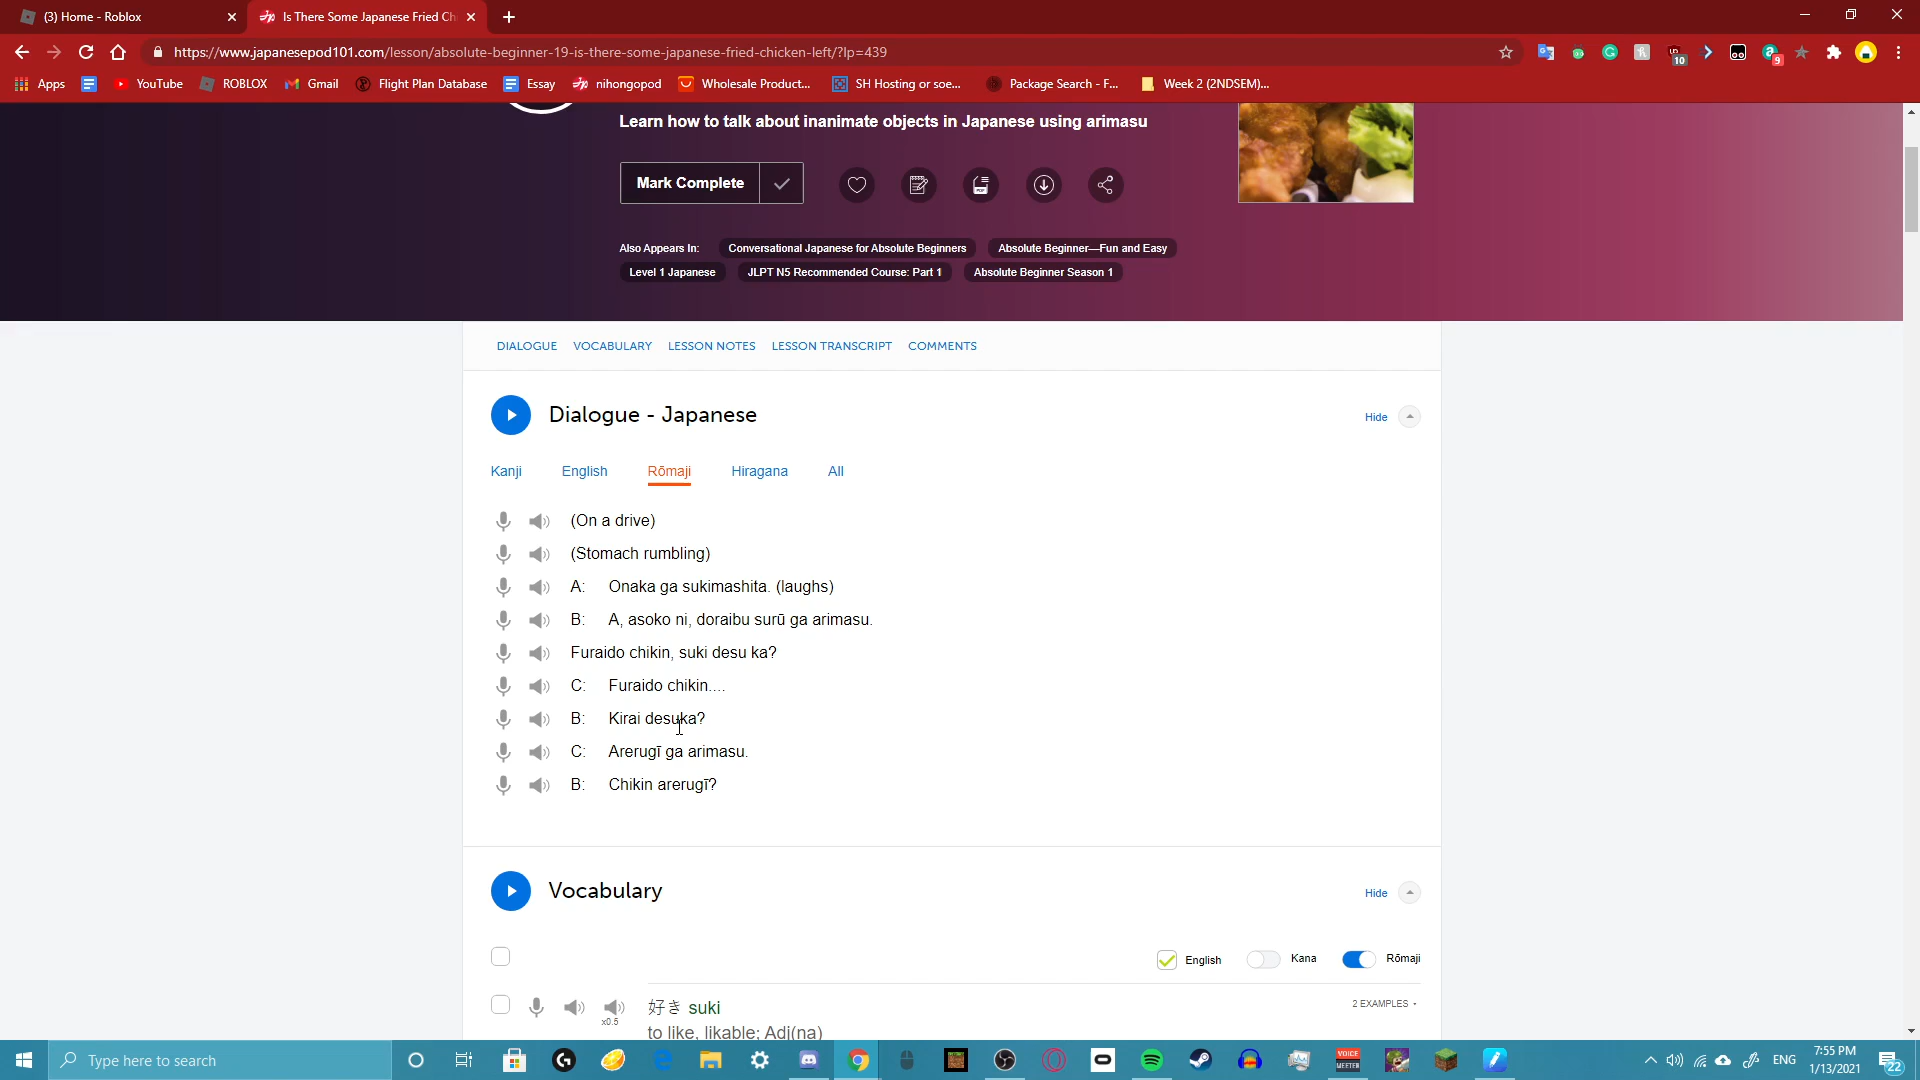 (3) Home - Roblox
Is There Some Japanese Fried Ch
https://www.japanesepod101.com/lesson/absolute-beginner-19-is-there-some-japanese-fried-chicken-left/?lp=439
10
9
Apps YouTube ROBLOX Gmail Flight Plan Database Essay nihongopod Wholesale Product... SH Hosting or soe... Package Search - F... Week 2 (2NDSEM)...
Learn how to talk about inanimate objects in Japanese using arimasu
Mark Complete
Also Appears In: Conversational Japanese for Absolute Beginners Absolute Beginner—Fun and Easy
Level 1 Japanese JLPT N5 Recommended Course: Part 1 Absolute Beginner Season 1
DIALOGUE VOCABULARY LESSON NOTES LESSON TRANSCRIPT COMMENTS
Dialogue - Japanese
Hide
Kanji English Rōmaji Hiragana All
(On a drive)
(Stomach rumbling)
A: Onaka ga sukimashita. (laughs)
B: A, asoko ni, doraibu surū ga arimasu.
Furaido chikin, suki desu ka?
C: Furaido chikin....
B: Kirai desuka?
C: Arerugī ga arimasu.
B: Chikin arerugī?
Vocabulary
Hide
English Kana Rōmaji
好き suki
2 EXAMPLES
x0.5
to like, likable; Adj(na)
Type here to search
VOICE MEETER
ENG
7:55 PM
1/13/2021
22